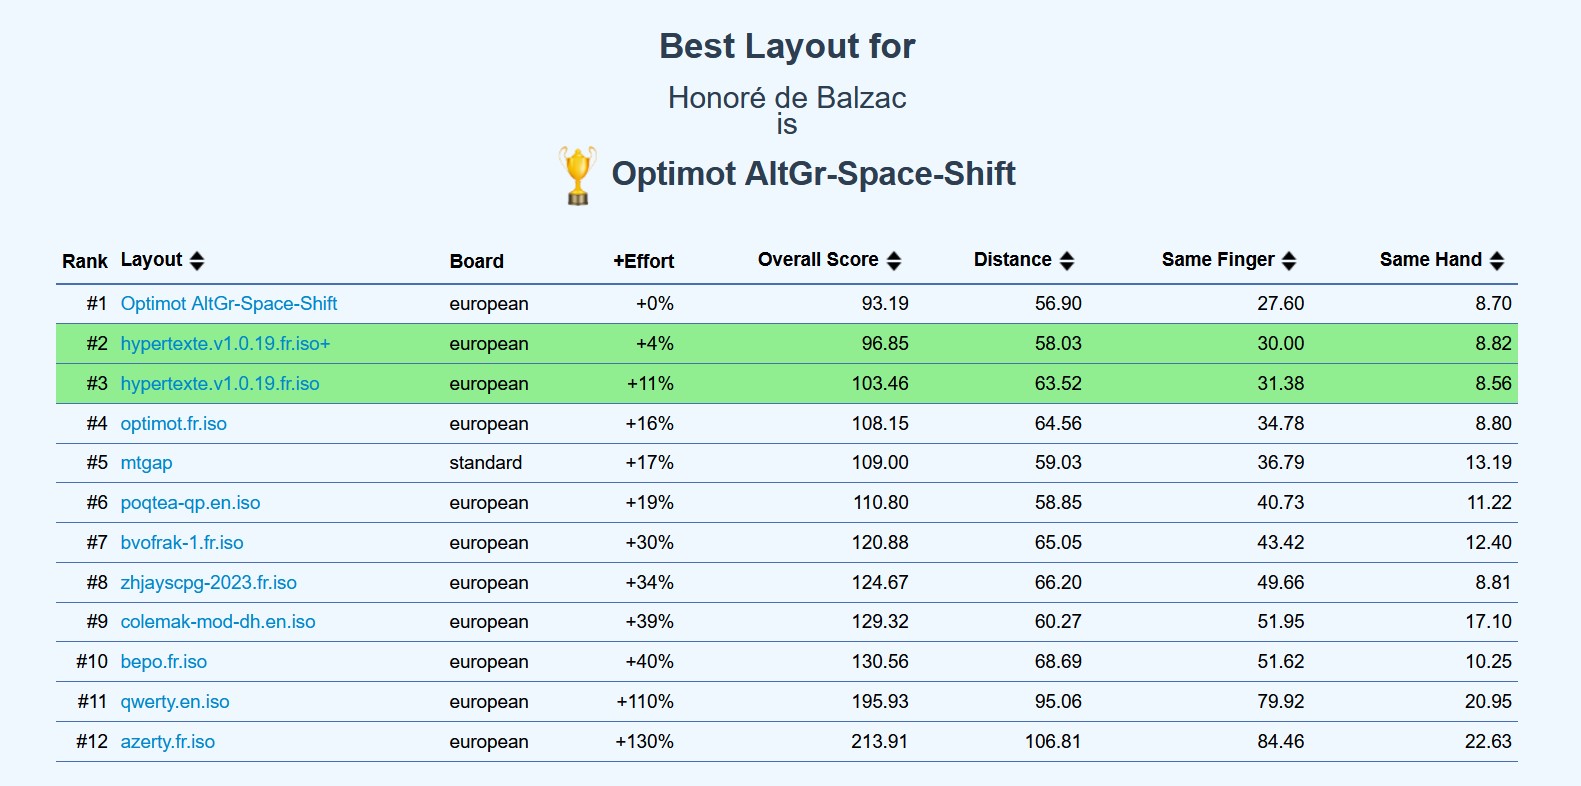 Best Layout for
Honoré de Balzac
is
Optimot AltGr-Space-Shift
Rank Layout Board +Effort Overall Score Distance Same Finger Same Hand
#1 Optimot AltGr-Space-Shift european +0% 93.19 56.90 27.60 8.70
#2 hypertexte.v1.0.19.fr.iso+ european +4% 96.85 58.03 30.00 8.82
#3 hypertexte.v1.0.19.fr.iso european +11% 103.46 63.52 31.38 8.56
#4 optimot.fr.iso european +16% 108.15 64.56 34.78 8.80
#5 mtgap standard +17% 109.00 59.03 36.79 13.19
#6 poqtea-qp.en.iso european +19% 110.80 58.85 40.73 11.22
#7 bvofrak-1.fr.iso european +30% 120.88 65.05 43.42 12.40
#8 zhjayscpg-2023.fr.iso european +34% 124.67 66.20 49.66 8.81
#9 colemak-mod-dh.en.iso european +39% 129.32 60.27 51.95 17.10
#10 bepo.fr.iso european +40% 130.56 68.69 51.62 10.25
#11 qwerty.en.iso european +110% 195.93 95.06 79.92 20.95
#12 azerty.fr.iso european +130% 213.91 106.81 84.46 22.63